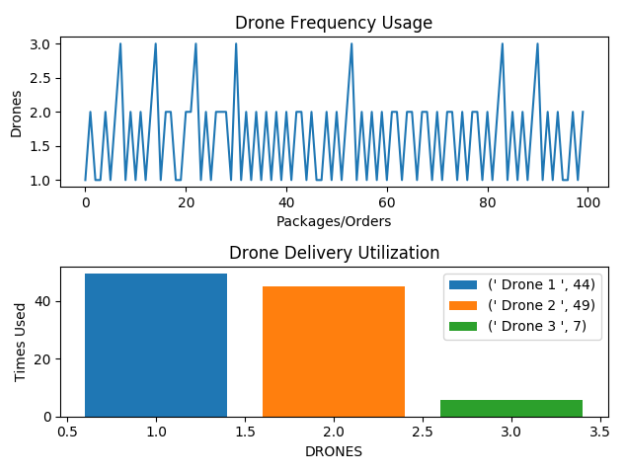 Drone Frequency Usage
3.0
2.5
2.0
1.5
1.0
Drones
0 20 40 60 80 100
Packages/Orders
Drone Delivery Utilization
40
20
0
Times Used
(' Drone 1 ', 44)
(' Drone 2 ', 49)
(' Drone 3 ', 7)
0.5 1.0 1.5 2.0 2.5 3.0 3.5
DRONES